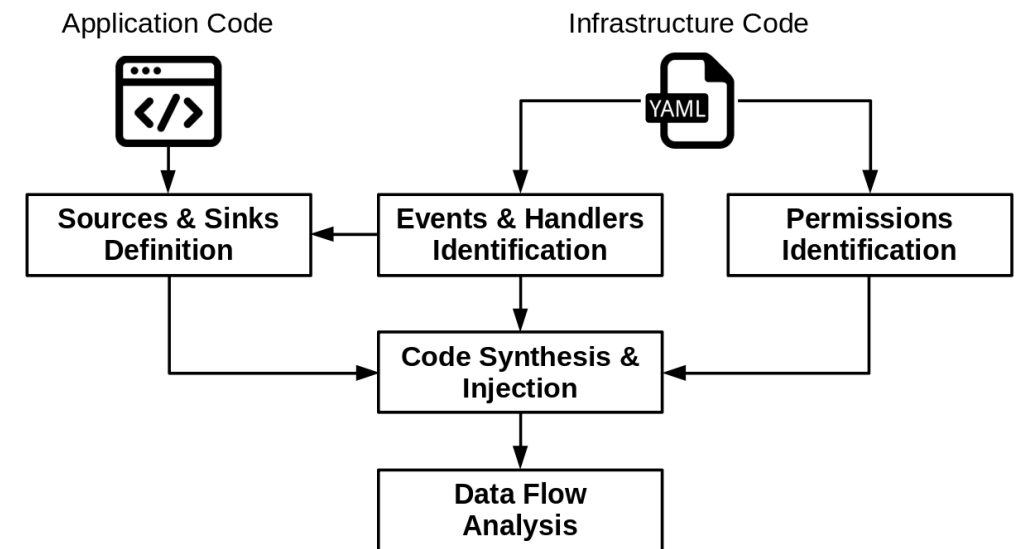 Application Code
Infrastructure Code
</>
YAML
Sources & Sinks
Definition
Events & Handlers
Identification
Permissions
Identification
Code Synthesis &
Injection
Data Flow
Analysis